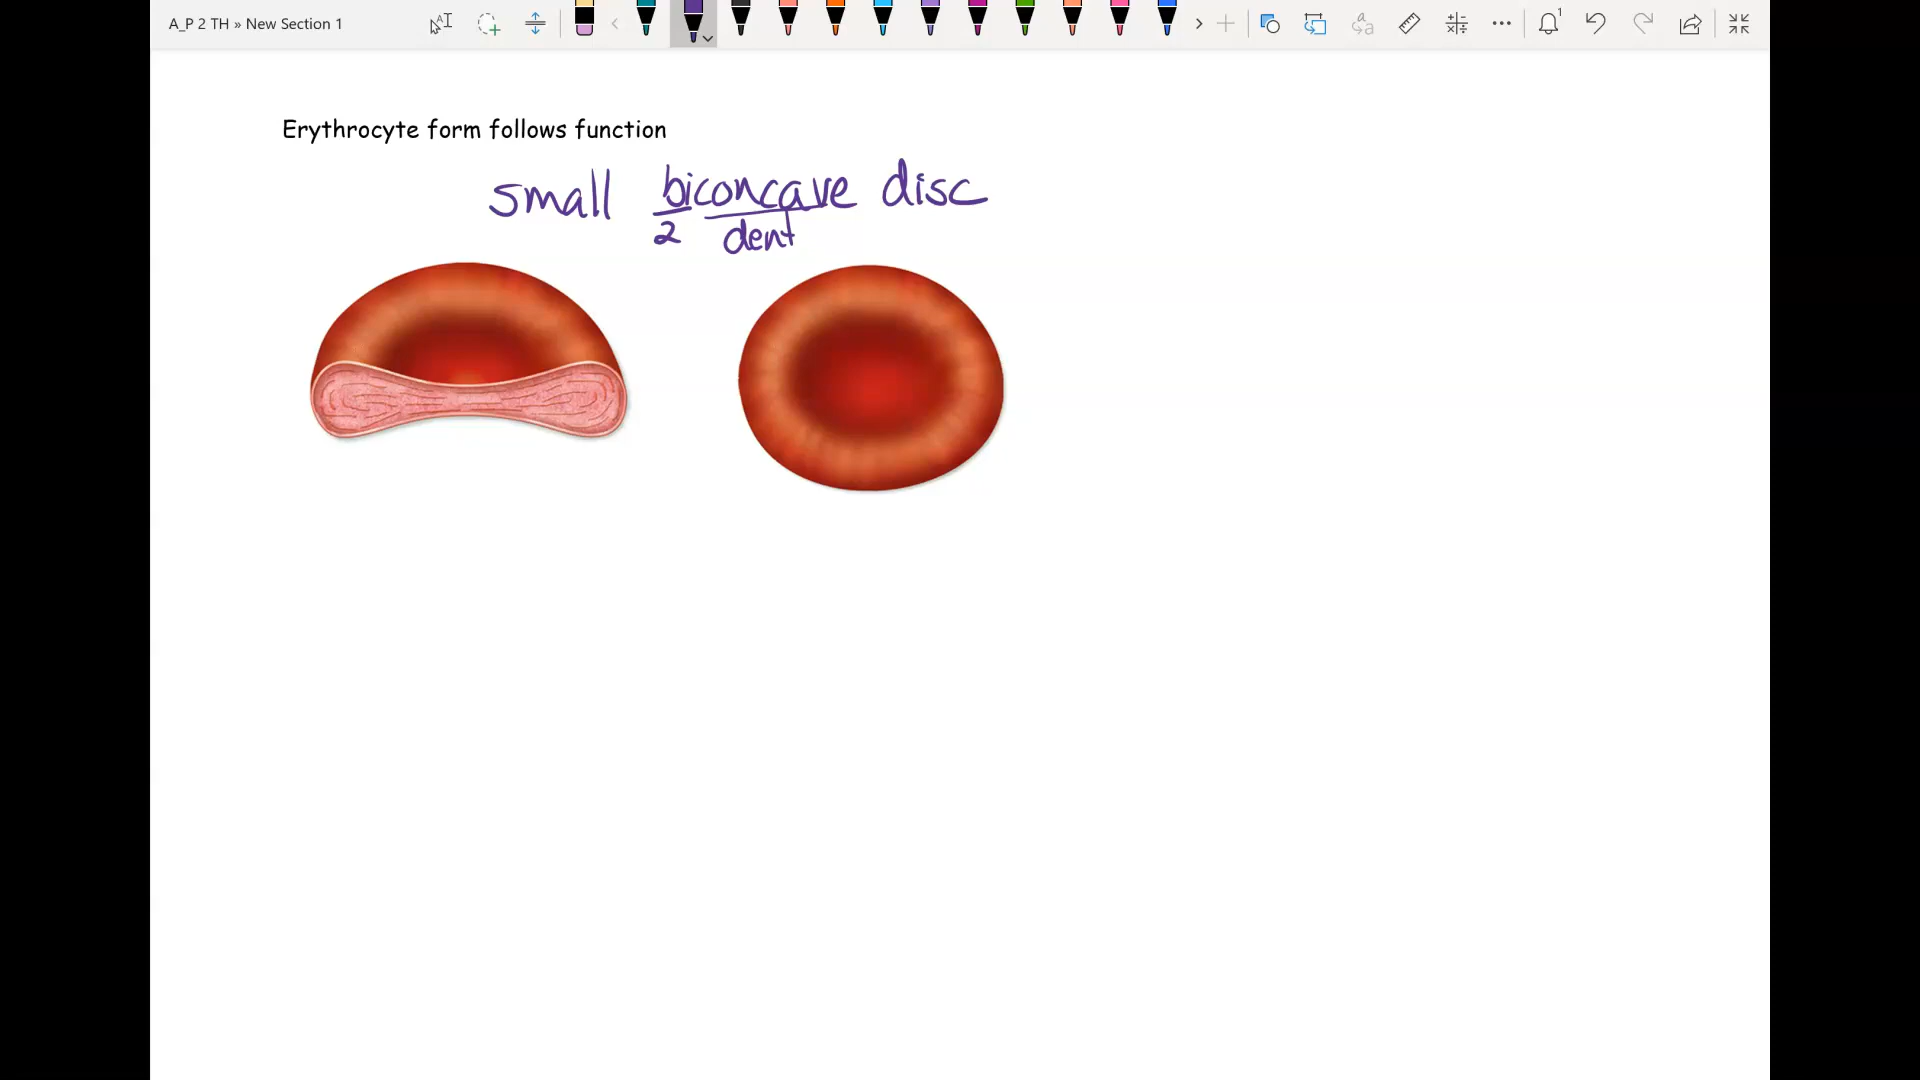 A_P 2 TH » New Section 1
Erythrocyte form follows function
small biconcave disc
2 dent